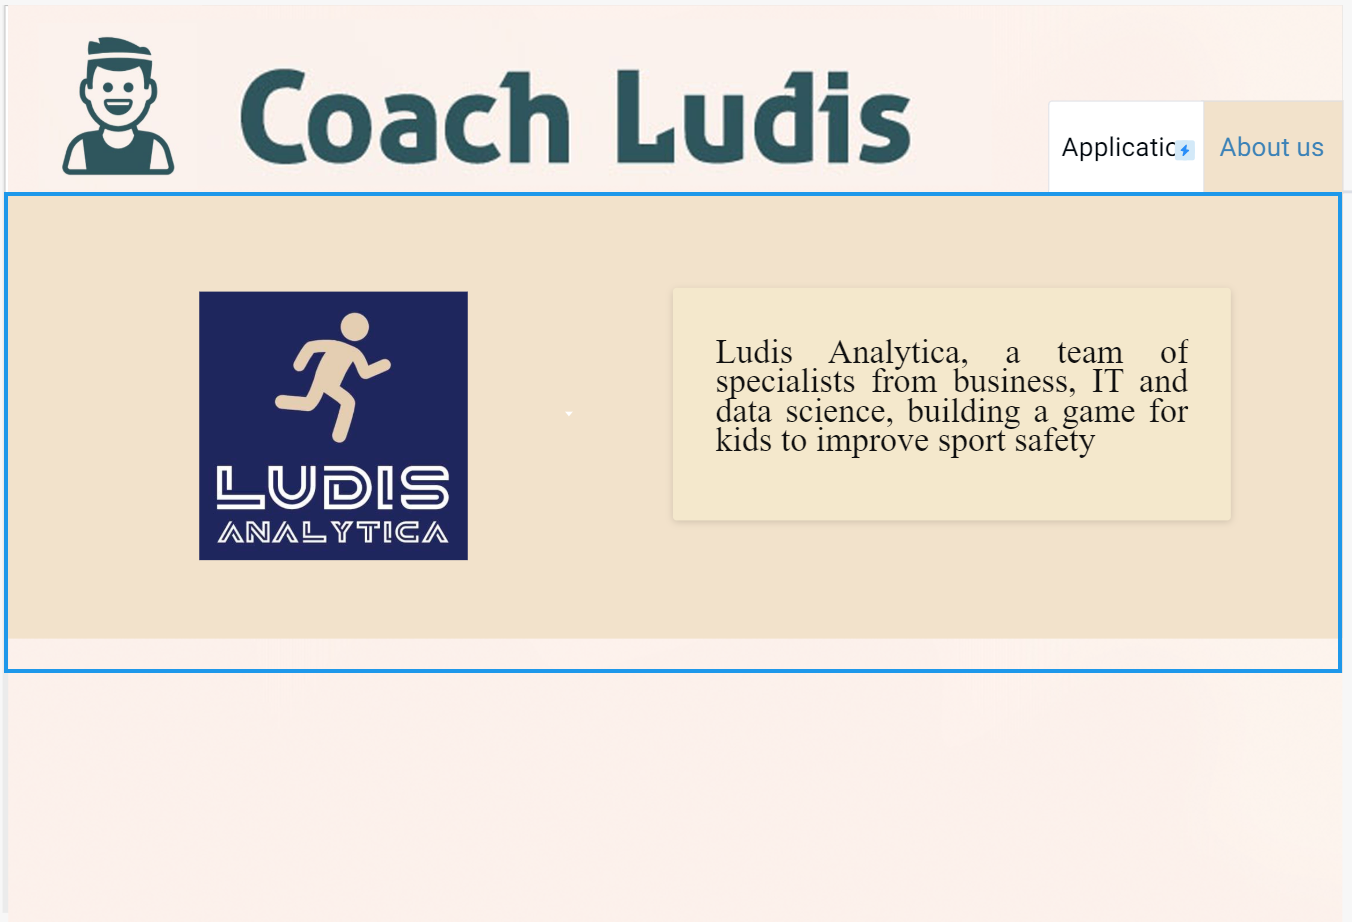 Coach Ludis
Applicatic
About us
LUDIS
ANALYTICA
Ludis Analytica, a team of
specialists from business, IT and
data science, building a game for
kids to improve sport safety